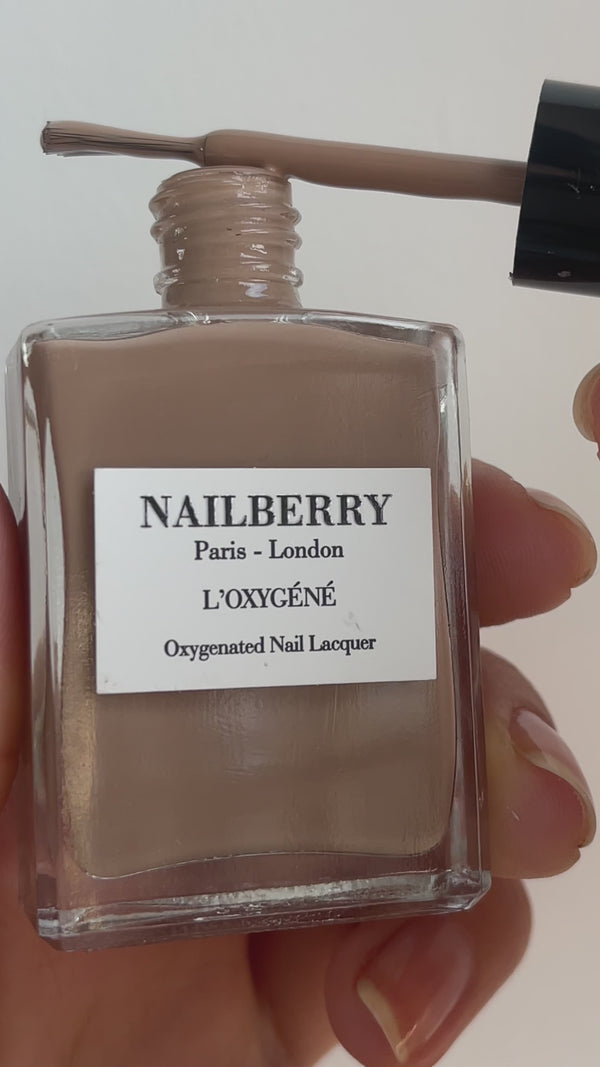 NAILBERRY
Paris - London
L'OXYGÉNÉ
Oxygenated Nail Lacquer